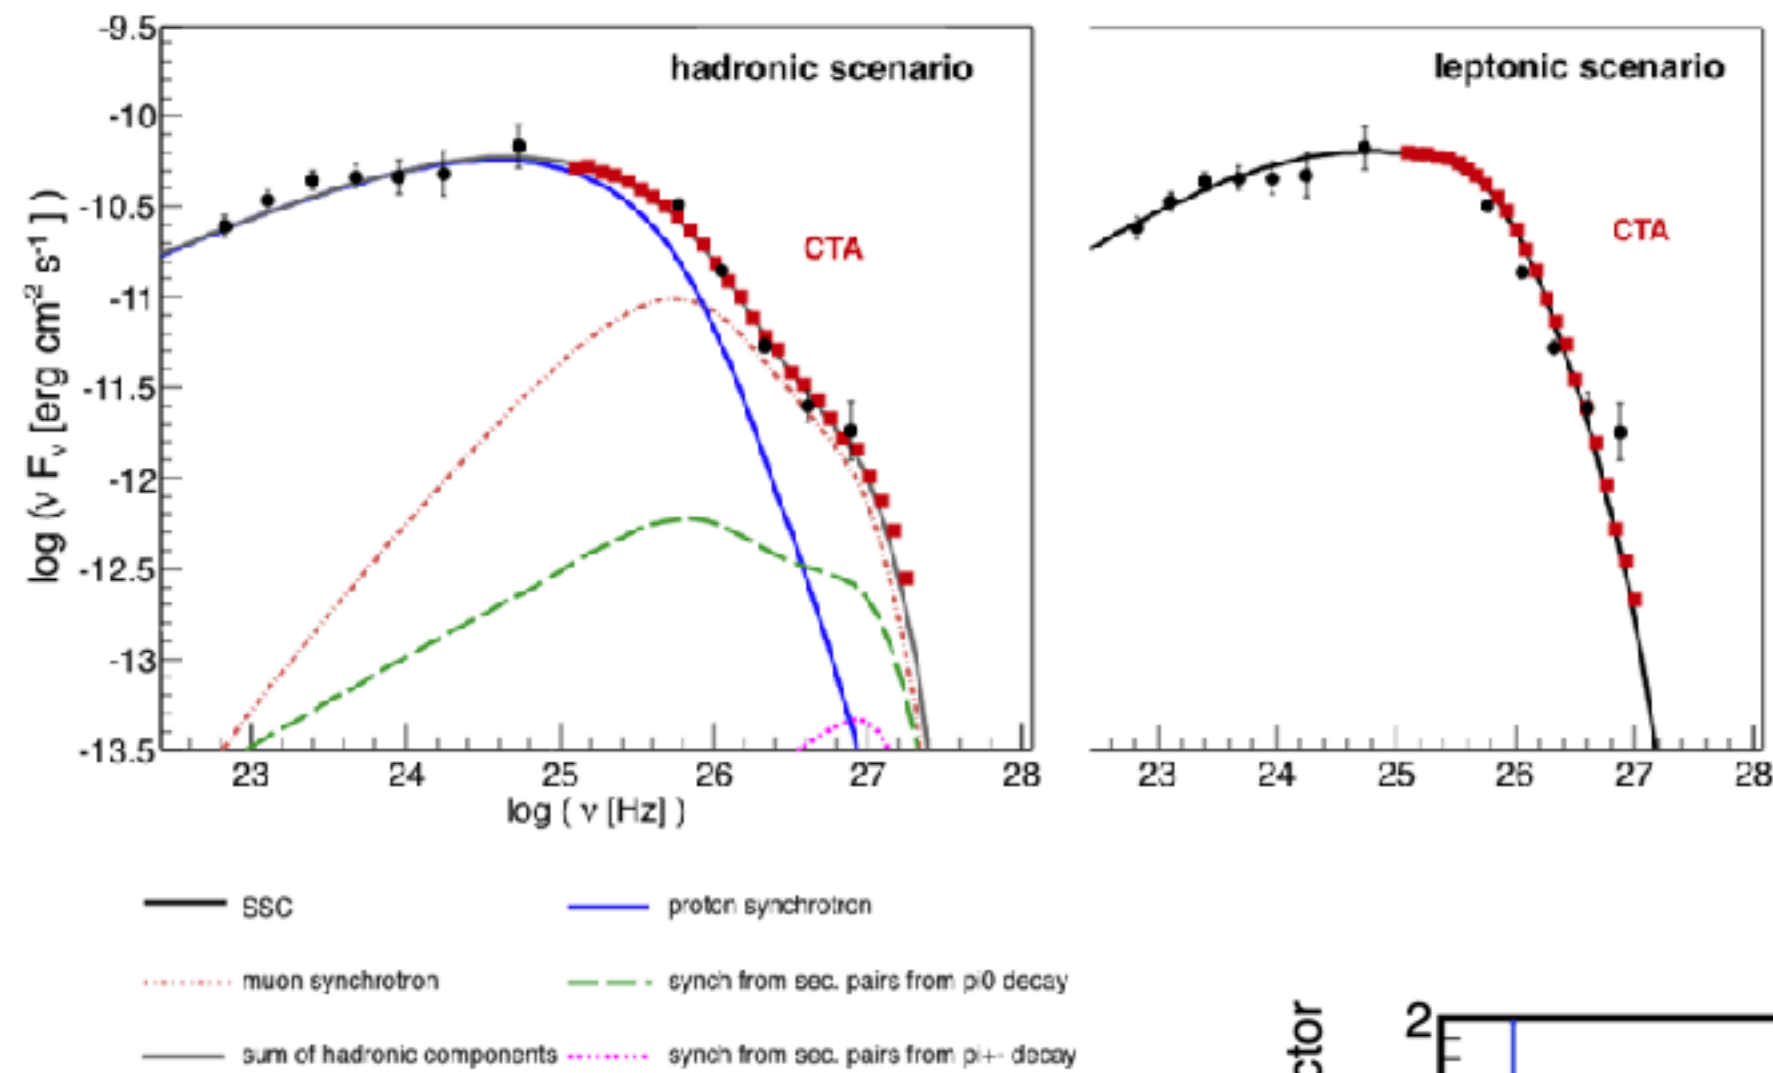 hadronic scenario
leptonic scenario
CTA
CTA
log (ν Fν [erg cm-2 s-1] )
-9.5
-10
-10.5
-11
-11.5
-12
-12.5
-13
-13.5
23 24 25 26 27 28
23 24 25 26 27 28
log ( ν [Hz] )
SSC
proton synchrotron
muon synchrotron
synch from sec. pairs from pi0 decay
sum of hadronic components
synch from sec. pairs from pi+- decay
2
ctor